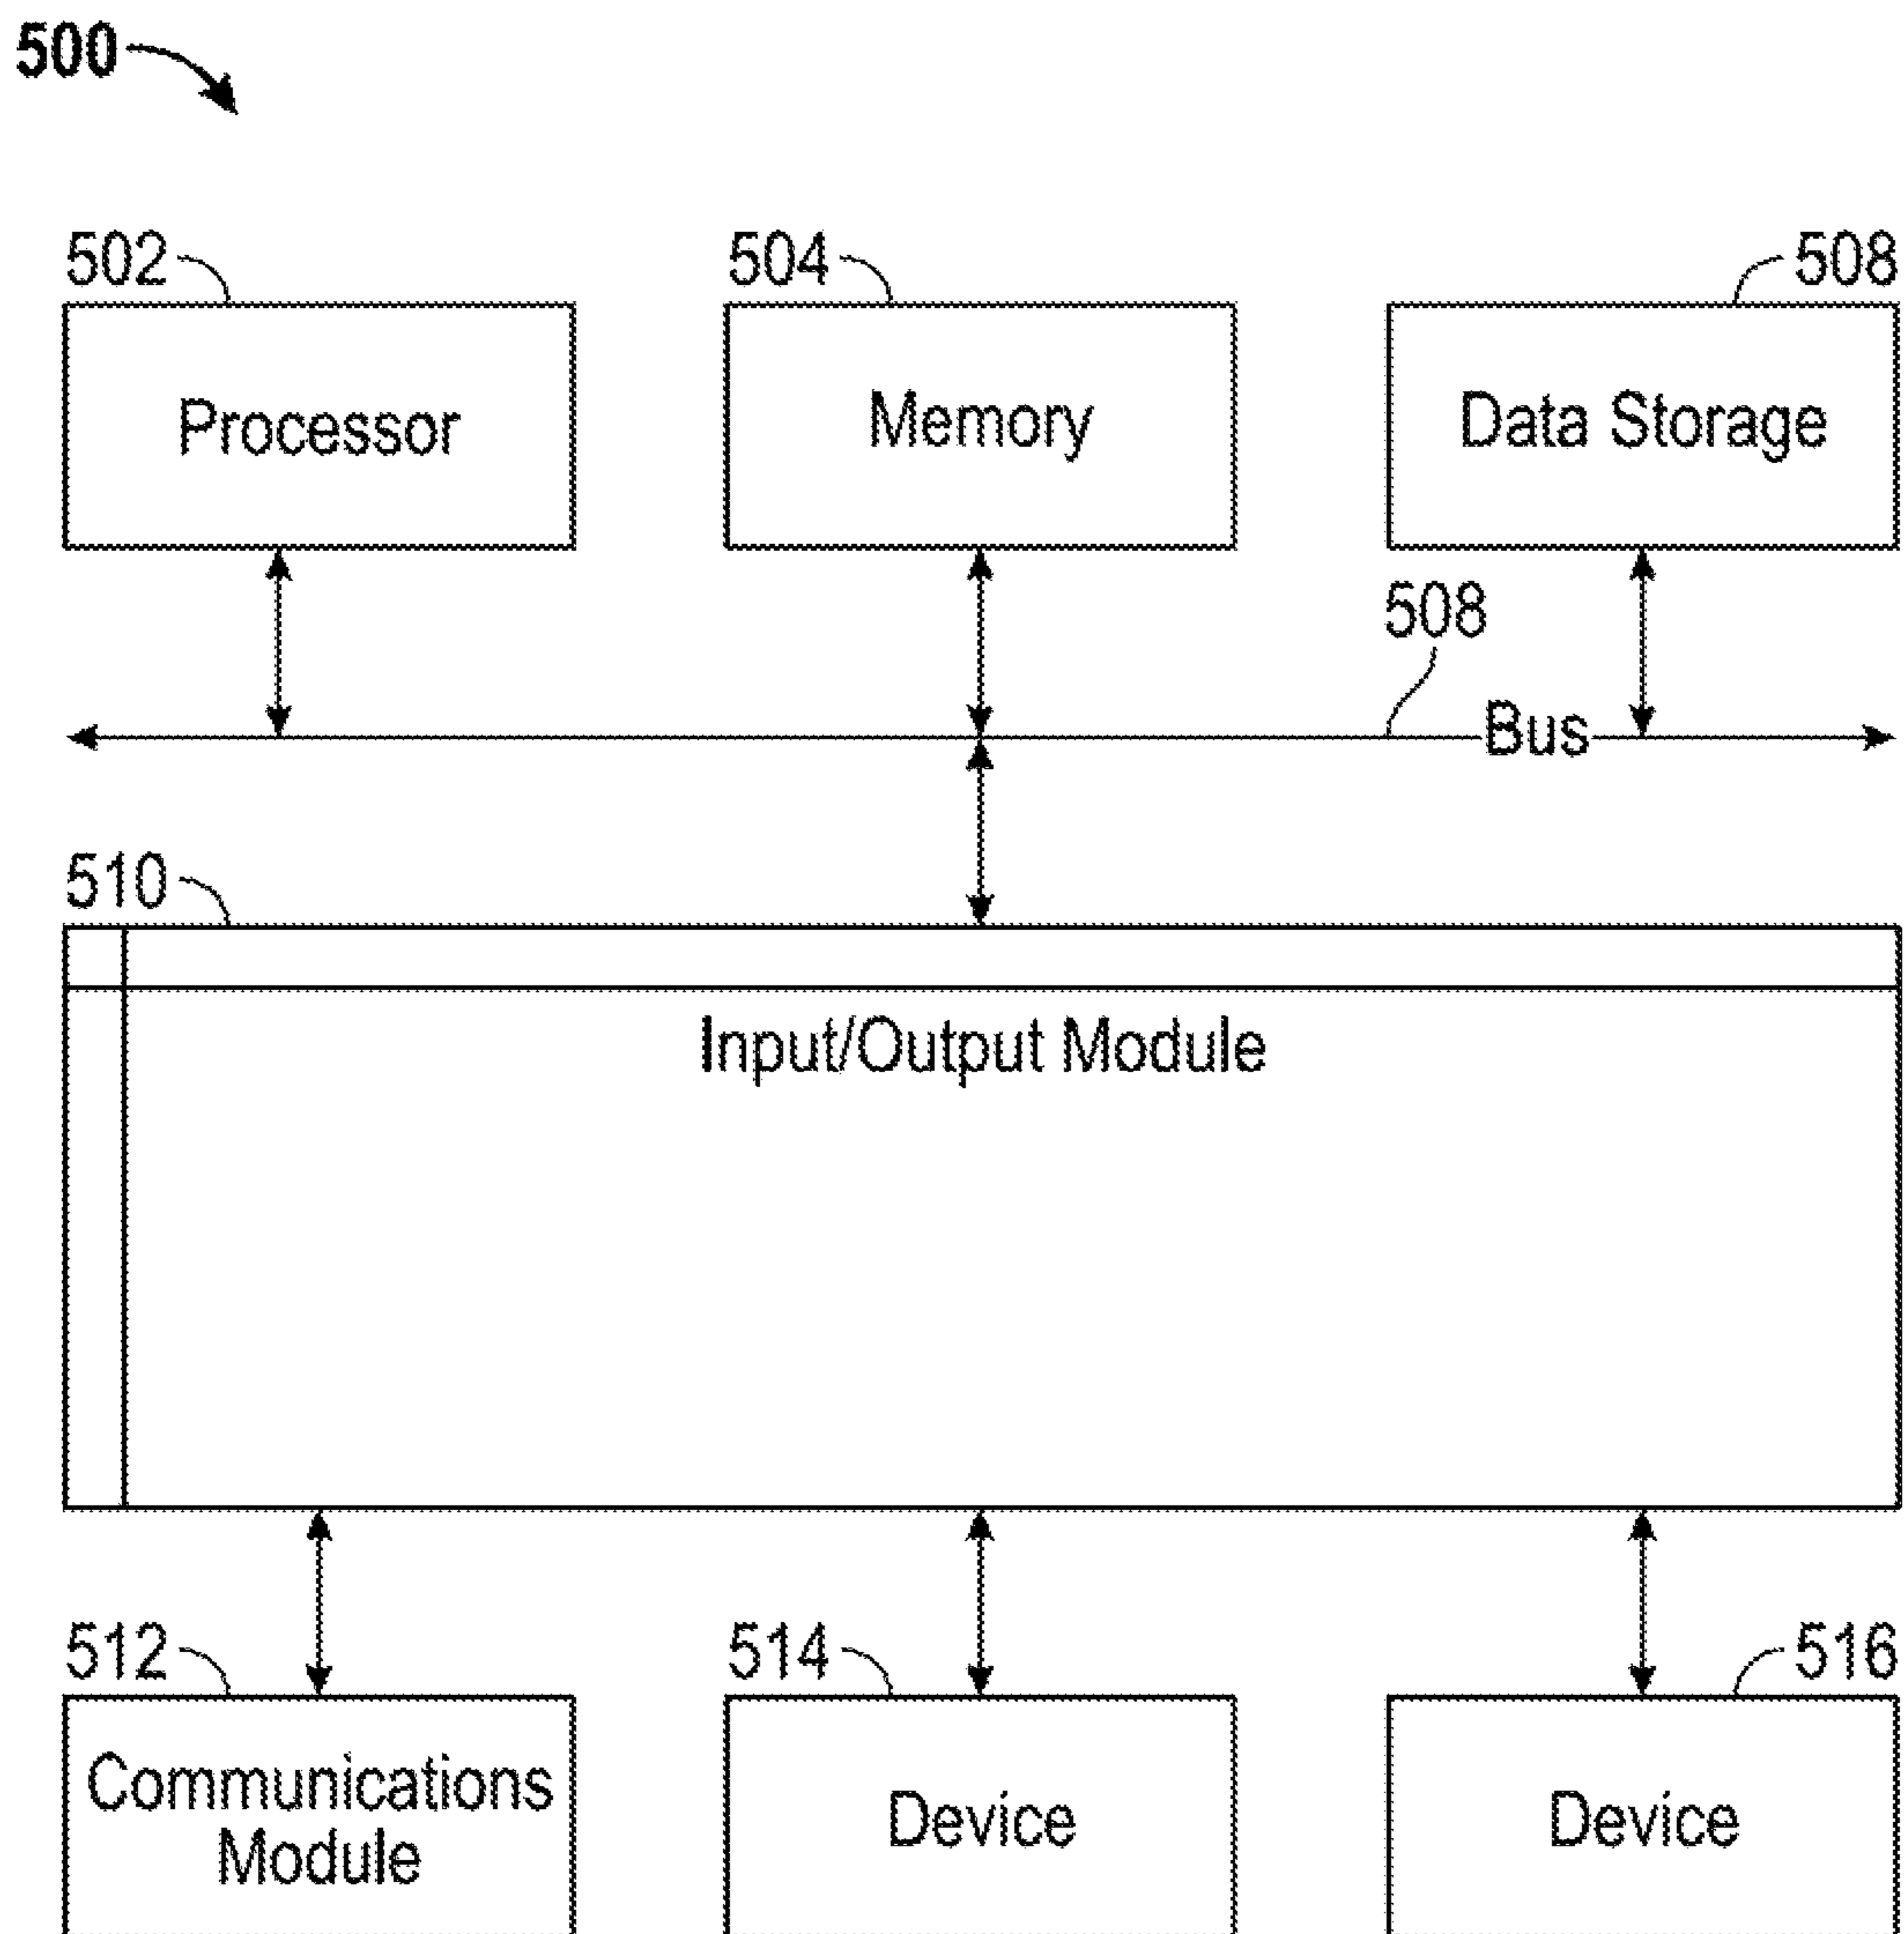 500
502
504
508
Processor
Memory
Data Storage
508
Bus
510
Input/Output Module
512
514
516
Communications
Module
Device
Device